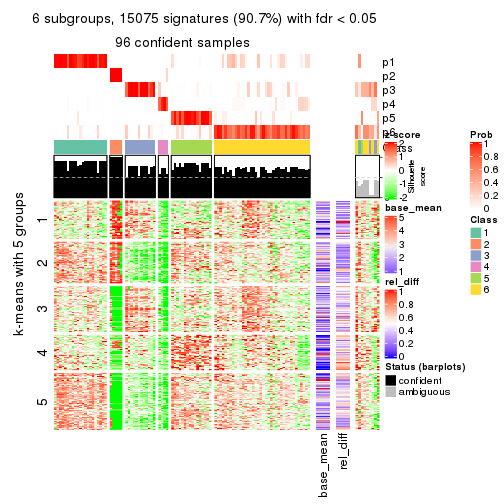 6 subgroups, 15075 signatures (90.7%) with fdr < 0.05
96 confident samples
p1
p2
p3
p4
p5
p6
Class
Silhouette
score
z-score
2
1
0
-1
-2
base_mean
5
4
3
2
1
rel_diff
1
0.8
0.6
0.4
0.2
0
Status (barplots)
confident
ambiguous
Prob
1
0.8
0.6
0.4
0.2
0
Class
1
2
3
4
5
6
k-means with 5 groups
1
2
3
4
5
base_mean
rel_diff